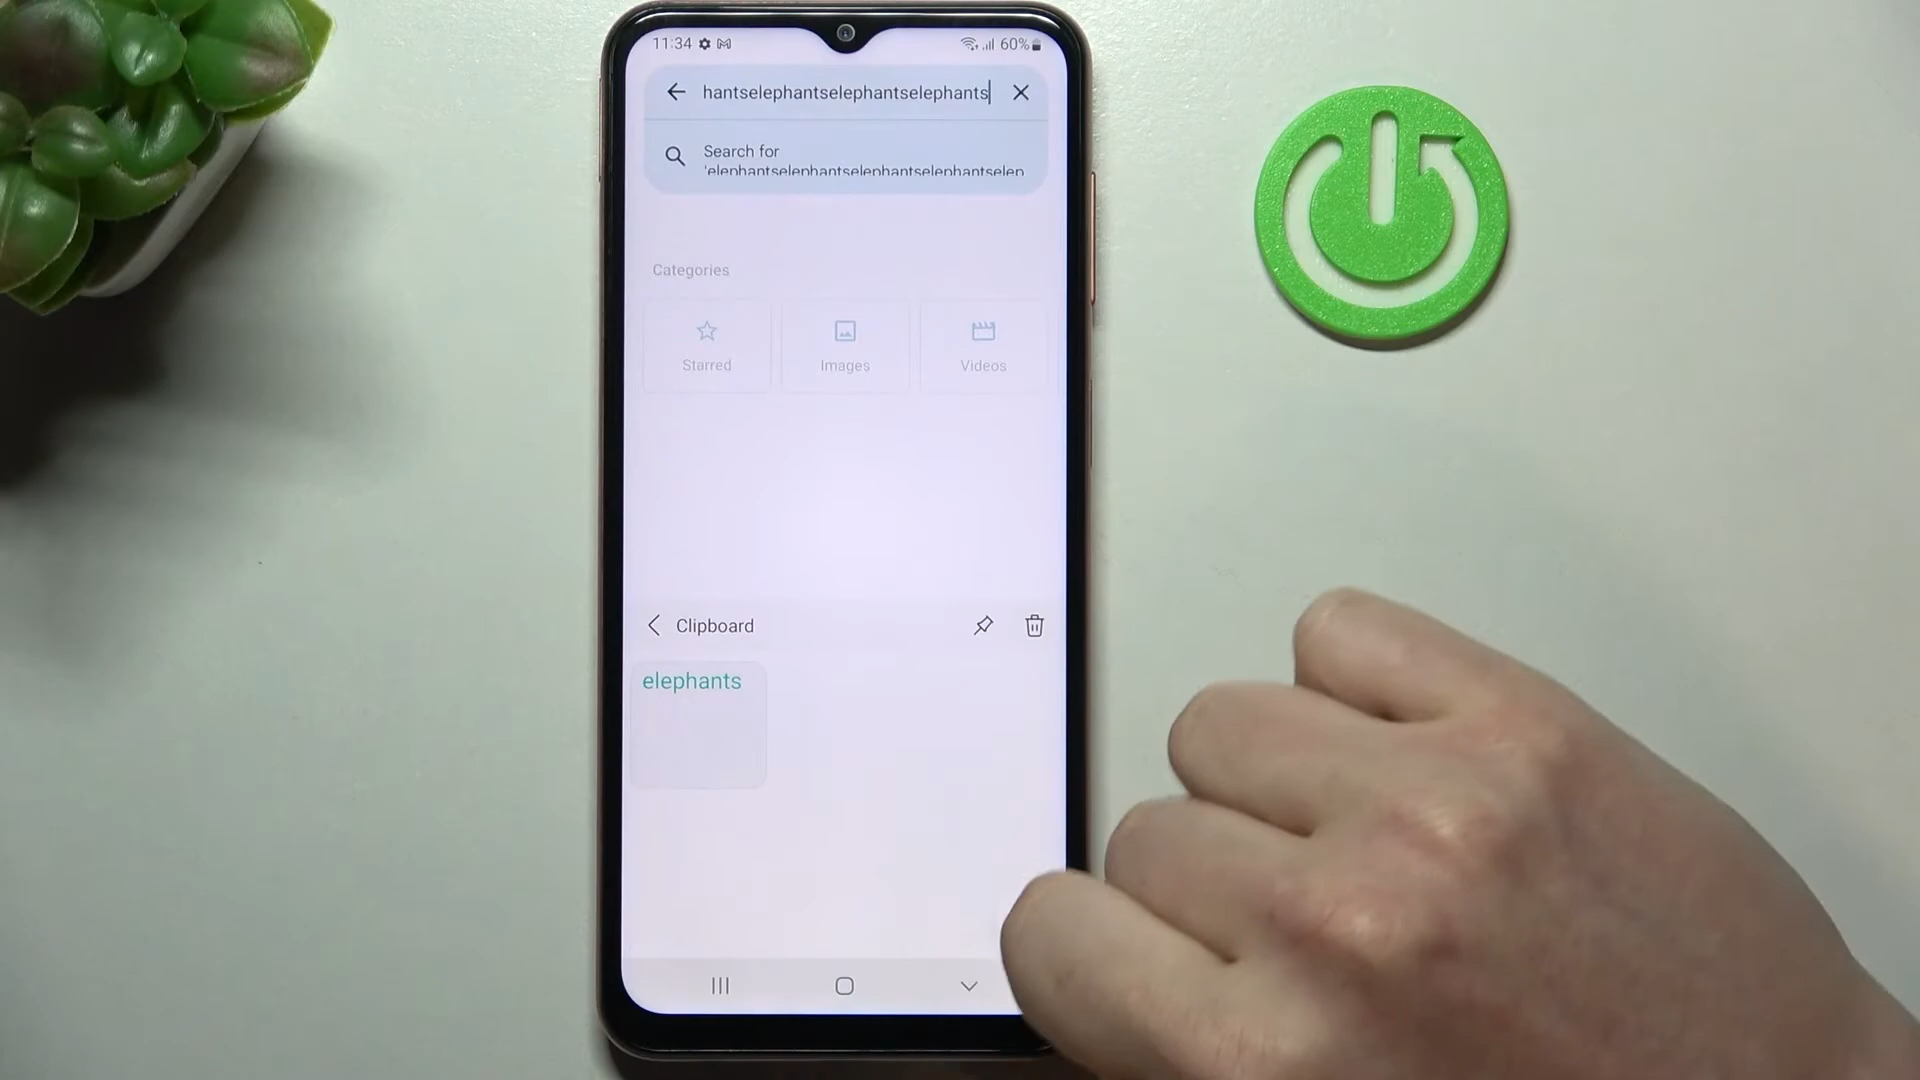 11:34 60%
hantselephantselephantselephants
Search for
'elephantselephantselephantselephantselep
Categories
Starred Images Videos
Clipboard
elephants